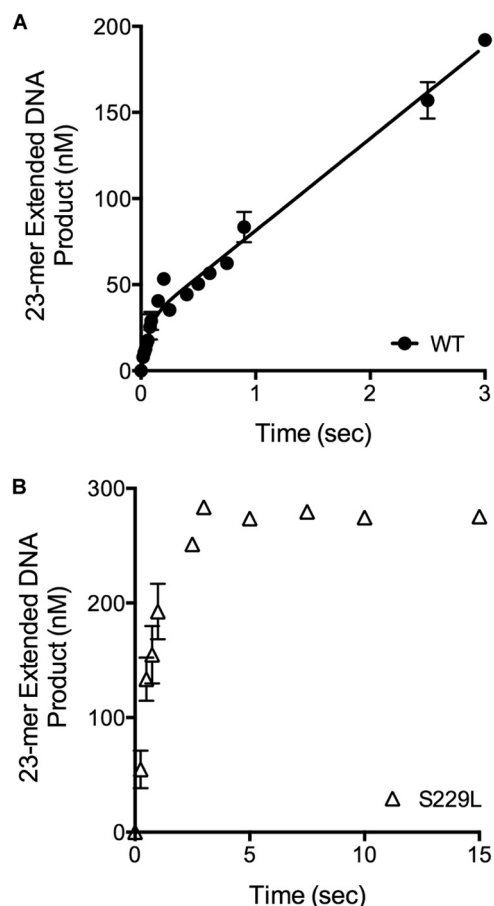 A
23-mer Extended DNA
Product (nM)
200
150
100
50
0
WT
0
1
2
3
Time (sec)
B
23-mer Extended DNA
Product (nM)
300
200
100
0
S229L
0
5
10
15
Time (sec)